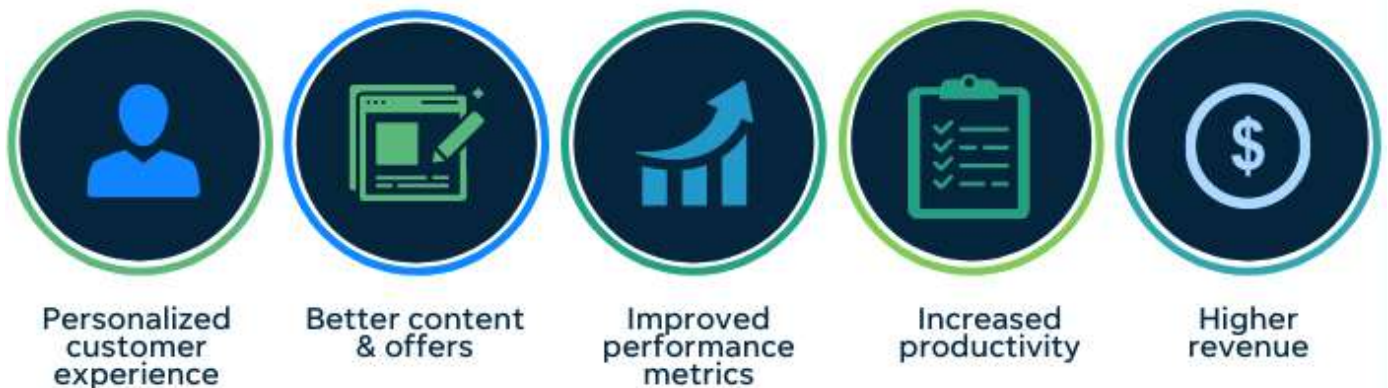 $
Personalized
customer
experience
Better content
& offers
Improved
performance
metrics
Increased
productivity
Higher
revenue